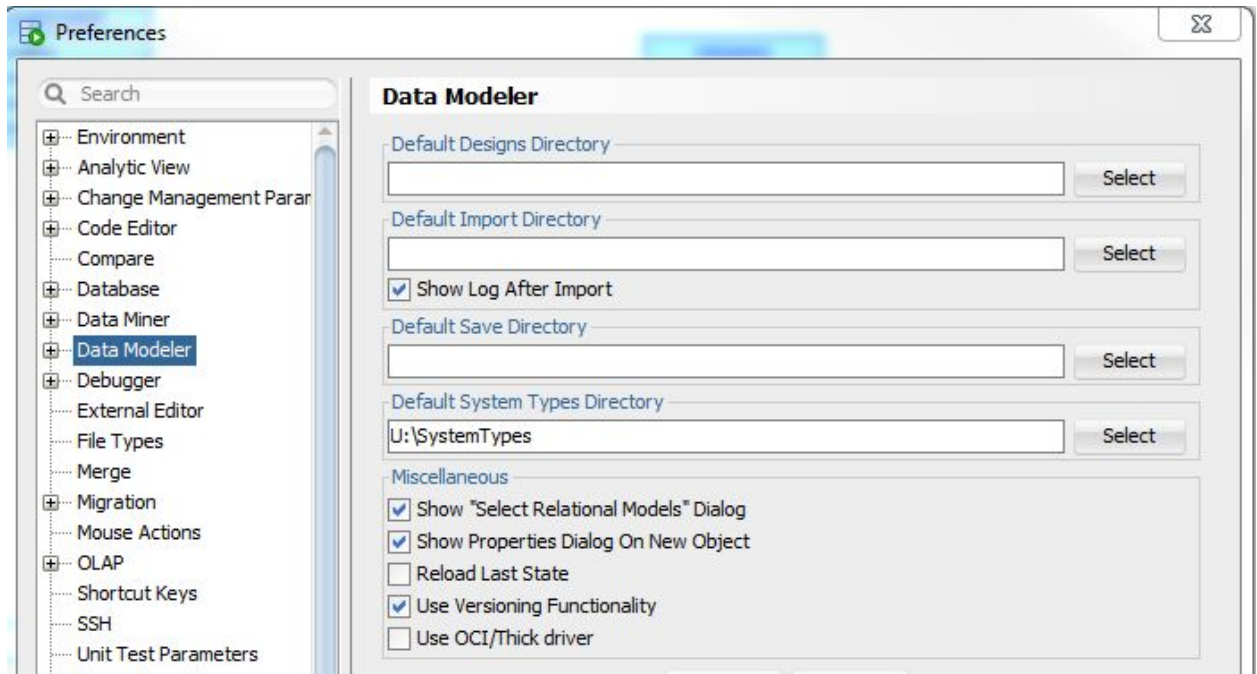 Preferences
Search
Environment
Analytic View
Change Management Param
Code Editor
Compare
Database
Data Miner
Data Modeler
Debugger
External Editor
File Types
Merge
Migration
Mouse Actions
OLAP
Shortcut Keys
SSH
Unit Test Parameters
Data Modeler
Default Designs Directory
Select
Default Import Directory
Select
Show Log After Import
Default Save Directory
Select
Default System Types Directory
U:\SystemTypes
Select
Miscellaneous
Show "Select Relational Models" Dialog
Show Properties Dialog On New Object
Reload Last State
Use Versioning Functionality
Use OCI/Thick driver